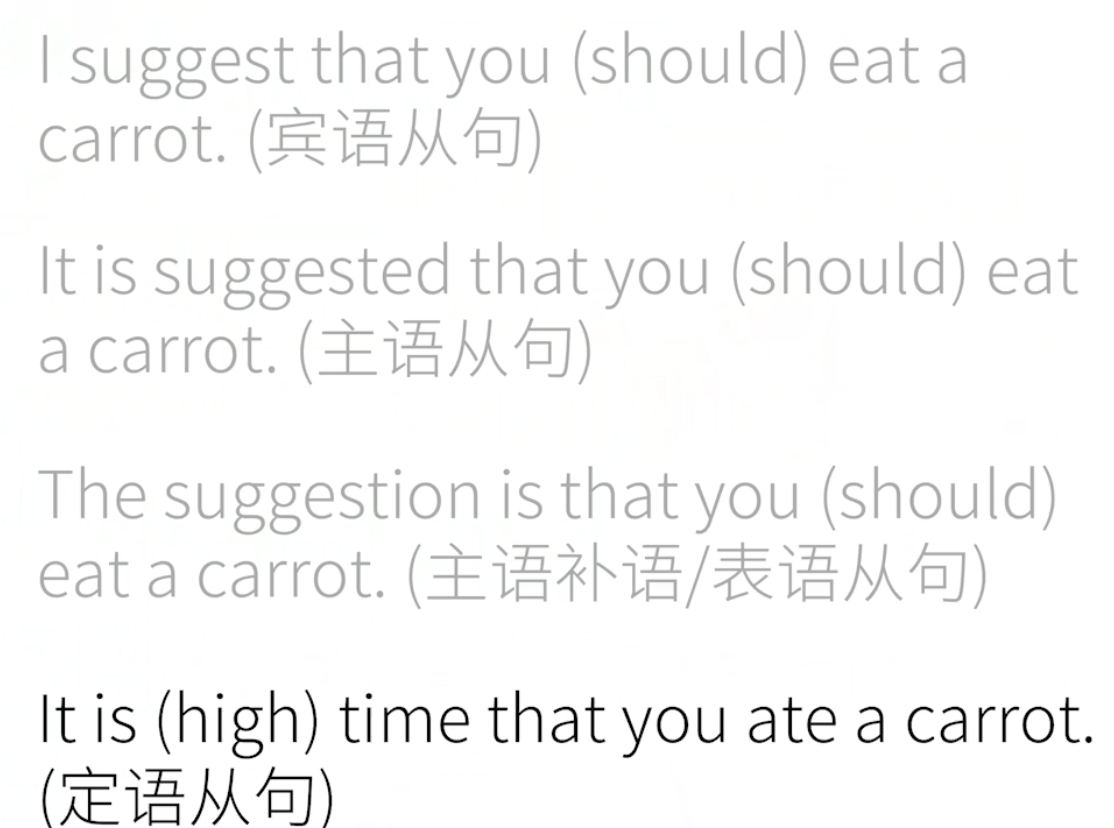 I suggest that you (should) eat a
carrot. (宾语从句)
It is suggested that you (should) eat
a carrot. (主语从句)
The suggestion is that you (should)
eat a carrot. (主语补语/表语从句)
It is (high) time that you ate a carrot.
(定语从句)